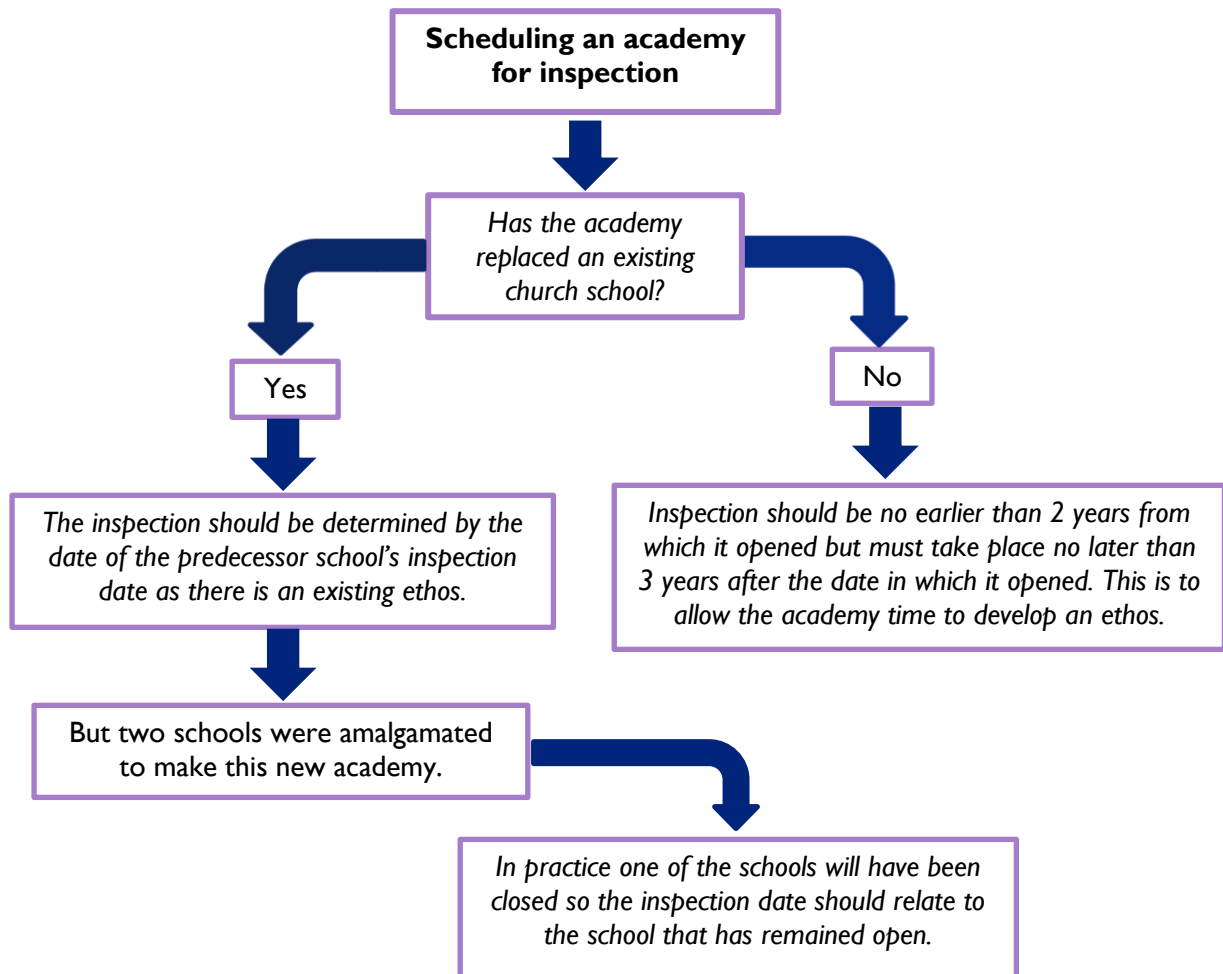 Scheduling an academy
for inspection
Has the academy
replaced an existing
church school?
Yes
No
The inspection should be determined by the
date of the predecessor school's inspection
date as there is an existing ethos.
Inspection should be no earlier than 2 years from
which it opened but must take place no later than
3 years after the date in which it opened. This is to
allow the academy time to develop an ethos.
But two schools were amalgamated
to make this new academy.
In practice one of the schools will have been
closed so the inspection date should relate to
the school that has remained open.